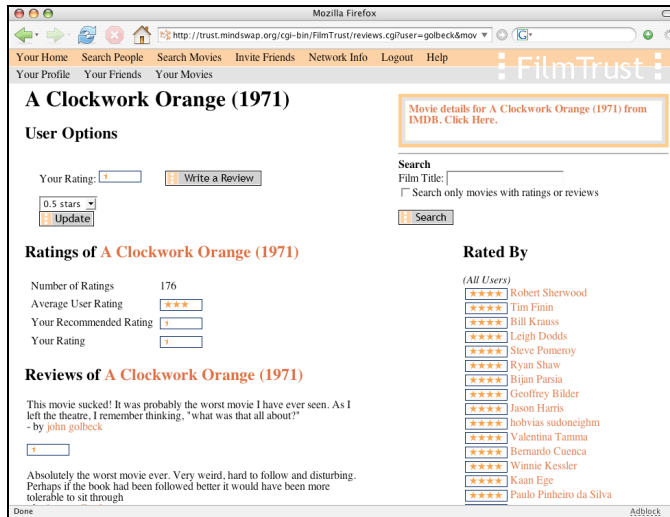 Mozilla Firefox
http://trust.mindswap.org/cgi-bin/FilmTrust/reviews.cgi?user=golbeck&mov
G
Your Home Search People Search Movies Invite Friends Network Info Logout Help
FilmTrust
Your Profile Your Friends Your Movies
A Clockwork Orange (1971)
Movie details for A Clockwork Orange (1971) from
IMDB. Click Here.
User Options
Search
Film Title:
Search only movies with ratings or reviews
Search
Your Rating:
Write a Review
0.5 stars
Update
Ratings of A Clockwork Orange (1971)
Number of Ratings 176
Average User Rating
Your Recommended Rating
Your Rating
Reviews of A Clockwork Orange (1971)
This movie sucked! It was probably the worst movie I have ever seen. As I
left the theatre, I remember thinking, "what was that all about?"
- by john golbeck
Absolutely the worst movie ever. Very weird, hard to follow and disturbing.
Perhaps if the book had been followed better it would have been more
tolerable to sit through
Rated By
(All Users)
Robert Sherwood
Tim Finin
Bill Krauss
Leigh Dodds
Steve Pomeroy
Ryan Shaw
Bijan Parsia
Geoffrey Bilder
Jason Harris
hobvias sudoneighm
Valentina Tamma
Bernardo Cuenca
Winnie Kessler
Kaan Ege
Paulo Pinheiro da Silva
Done
Adblock